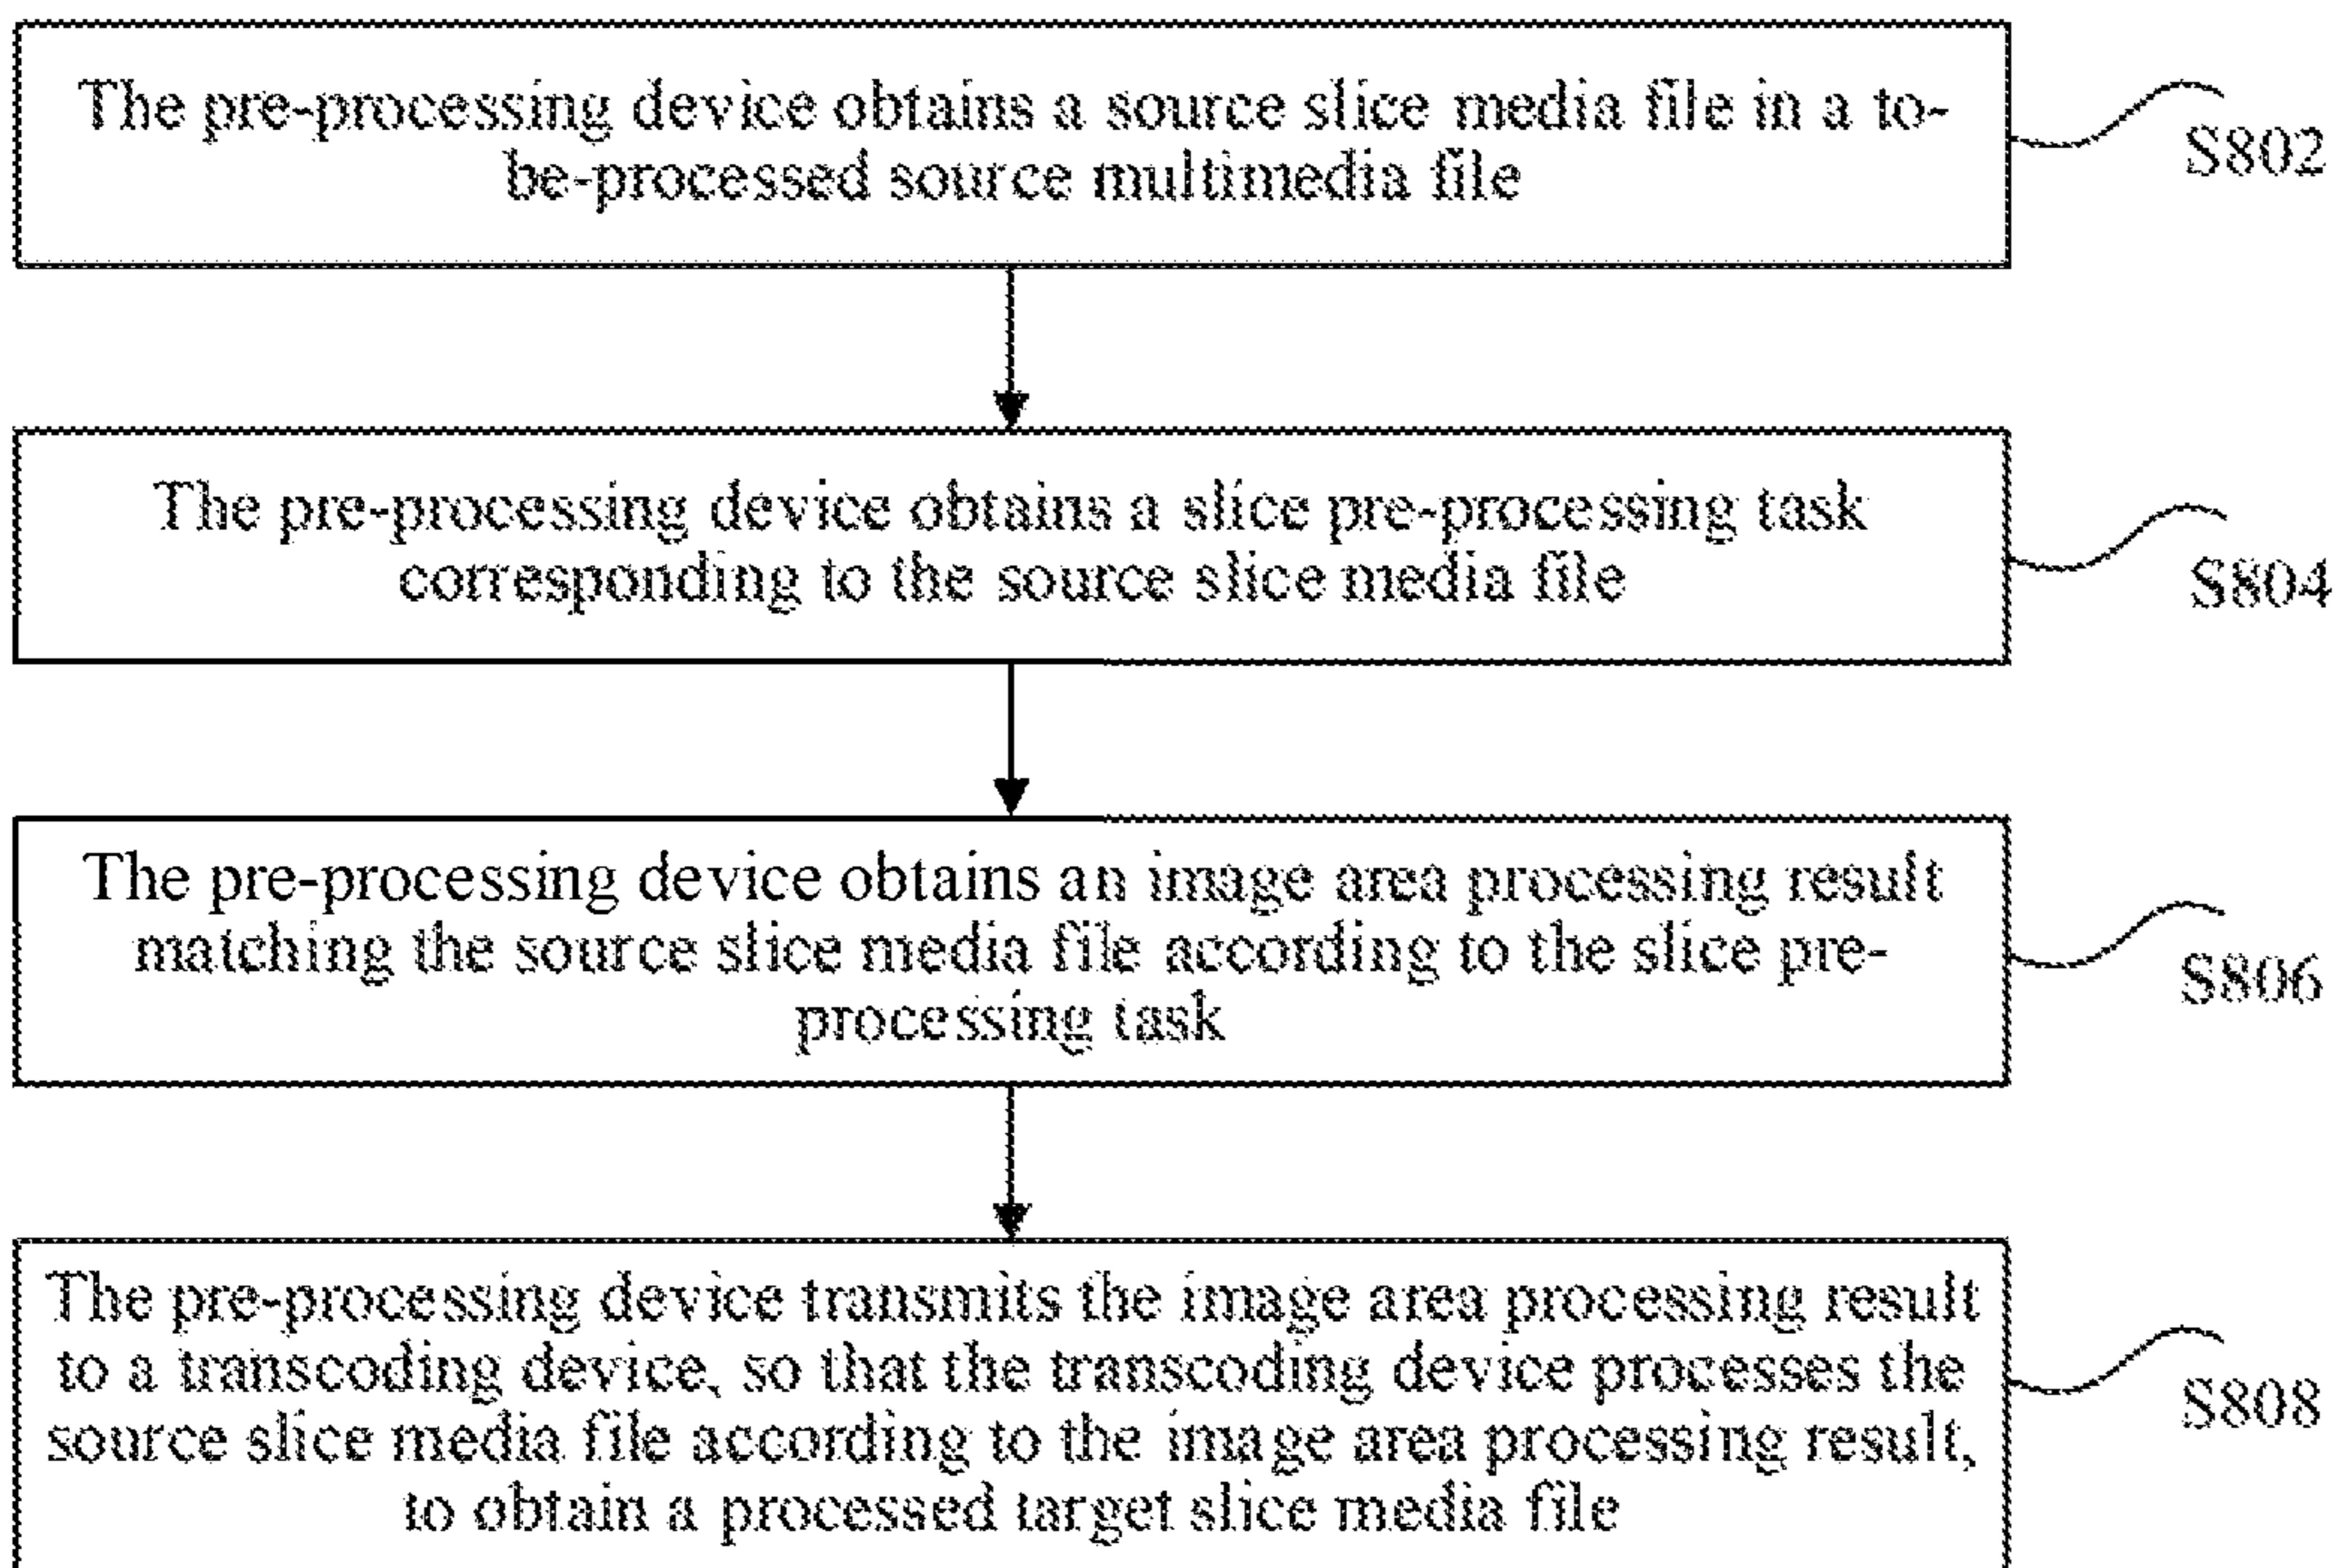 The pre-processing device obtains a source slice media file in a to-
be-processed source multimedia file
S802
The pre-processing device obtains a slice pre-processing task
corresponding to the source slice media file
S804
The pre-processing device obtains an image area processing result
matching the source slice media file according to the slice pre-
processing task
S806
The pre-processing device transmits the image area processing result
to a transcoding device, so that the transcoding device processes the
source slice media file according to the image area processing result,
to obtain a processed target slice media file
S808